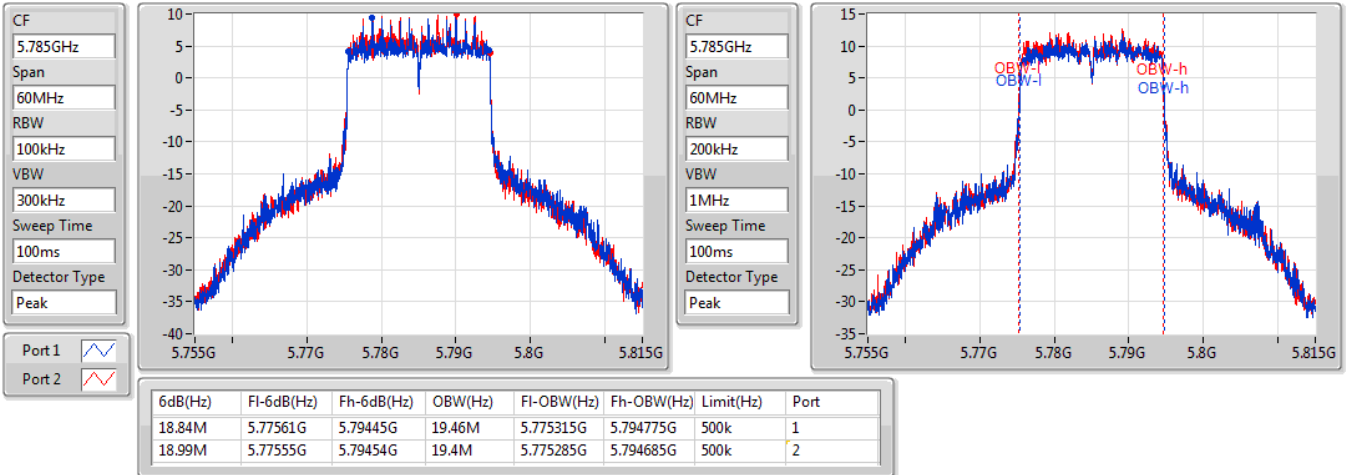 CF
5.785GHz
Span
60MHz
RBW
100kHz
VBW
300kHz
Sweep Time
100ms
Detector Type
Peak
Port 1
Port 2
10
5
0
-5
-10
-15
-20
-25
-30
-35
-40
5.755G 5.77G 5.78G 5.79G 5.8G 5.815G
CF
5.785GHz
Span
60MHz
RBW
200kHz
VBW
1MHz
Sweep Time
100ms
Detector Type
Peak
15
10
5
0
-5
-10
-15
-20
-25
-30
-35
OBW-l OBW-h
OBW-l OBW-h
5.755G 5.77G 5.78G 5.79G 5.8G 5.815G
6dB(Hz) Fl-6dB(Hz) Fh-6dB(Hz) OBW(Hz) Fl-OBW(Hz) Fh-OBW(Hz) Limit(Hz) Port
18.84M 5.77561G 5.79445G 19.46M 5.775315G 5.794775G 500k 1
18.99M 5.77555G 5.79454G 19.4M 5.775285G 5.794685G 500k 2